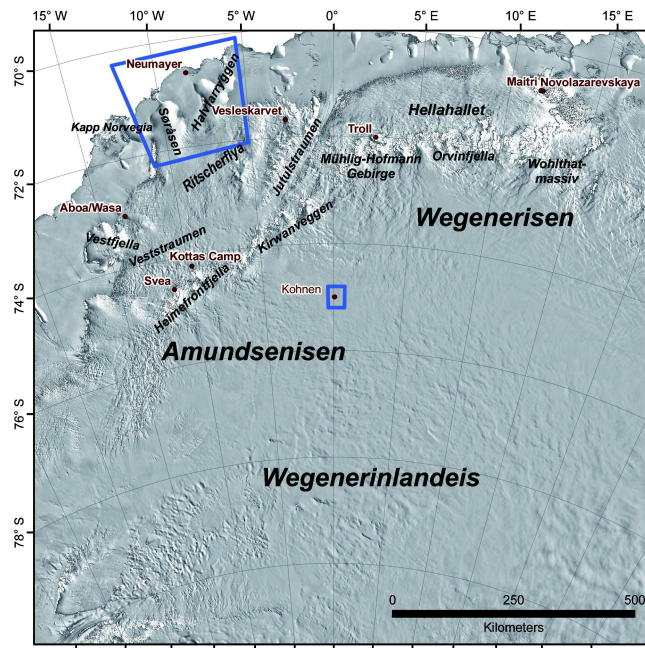 15°W 10°W 5°W 0° 5°E 10°E 15°E
70° S
72° S
74° S
76° S
78° S
Neumayer
Halvfarryggen
Søråsen
Kapp Norvegia
Vesleskarvet
Ritscherflya
Jutulstraumen
Troll
Hellahallet
Maitri Novolazarevskaya
Mühlig-Hofmann
Gebirge
Orvinfjella
Wohlthat-
massiv
Aboa/Wasa
Vestfjella
Veststraumen
Kottas Camp
Kirwanveggen
Svea
Heimefrontfjella
Wegenerisen
Kohnen
Amundsenisen
Wegenerinlandeis
0 250 500
Kilometers